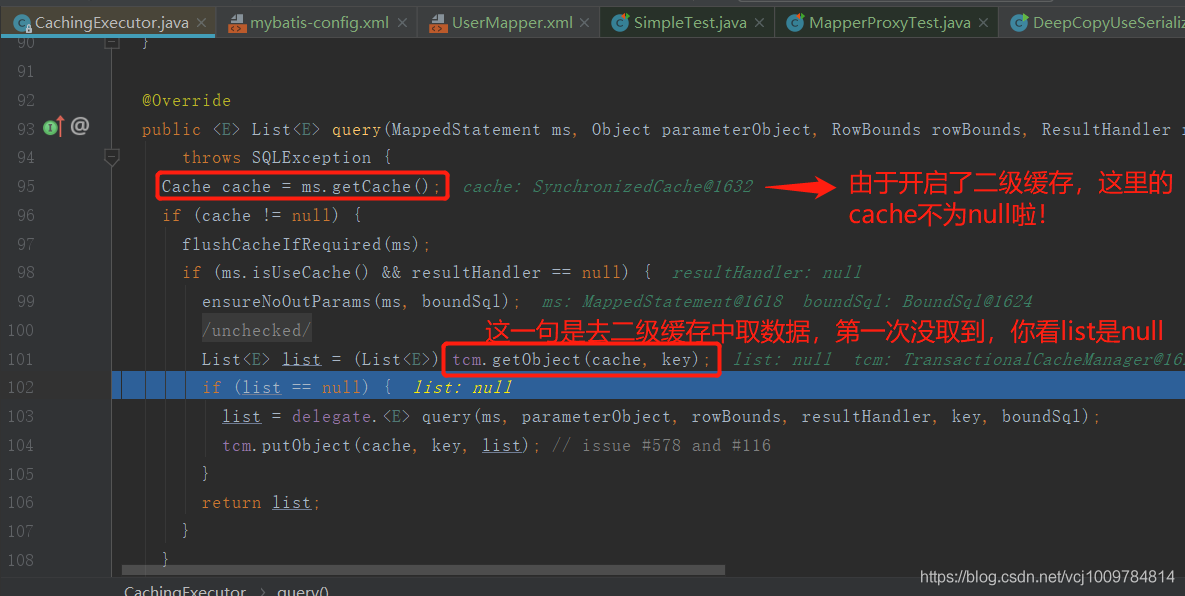 CachingExecutor.java mybatis-config.xml UserMapper.xml SimpleTest.java MapperProxyTest.java DeepCopyUseSerializ
90 }
91
92 @Override
93 public <E> List<E> query(MappedStatement ms, Object parameterObject, RowBounds rowBounds, ResultHandler
94 throws SQLException {
95 Cache cache = ms.getCache(); cache: SynchronizedCache@1632 由于开启了二级缓存，这里的
cache不为null啦！
96 if (cache != null) {
97 flushCacheIfRequired(ms);
98 if (ms.isUseCache() && resultHandler == null) { resultHandler: null
99 ensureNoOutParams(ms, boundSql); ms: MappedStatement@1618 boundSql: BoundSql@1624
100 /unchecked/ 这一句是去二级缓存中取数据，第一次没取到，你看list是null
101 List<E> list = (List<E>) tcm.getObject(cache, key); list: null tcm: TransactionalCacheManager@16
102 if (list == null) { list: null
103 list = delegate.<E> query(ms, parameterObject, rowBounds, resultHandler, key, boundSql);
104 tcm.putObject(cache, key, list); // issue #578 and #116
105 }
106 return list;
107 }
108 }
https://blog.csdn.net/vcj1009784814
CachingExecutor > query()